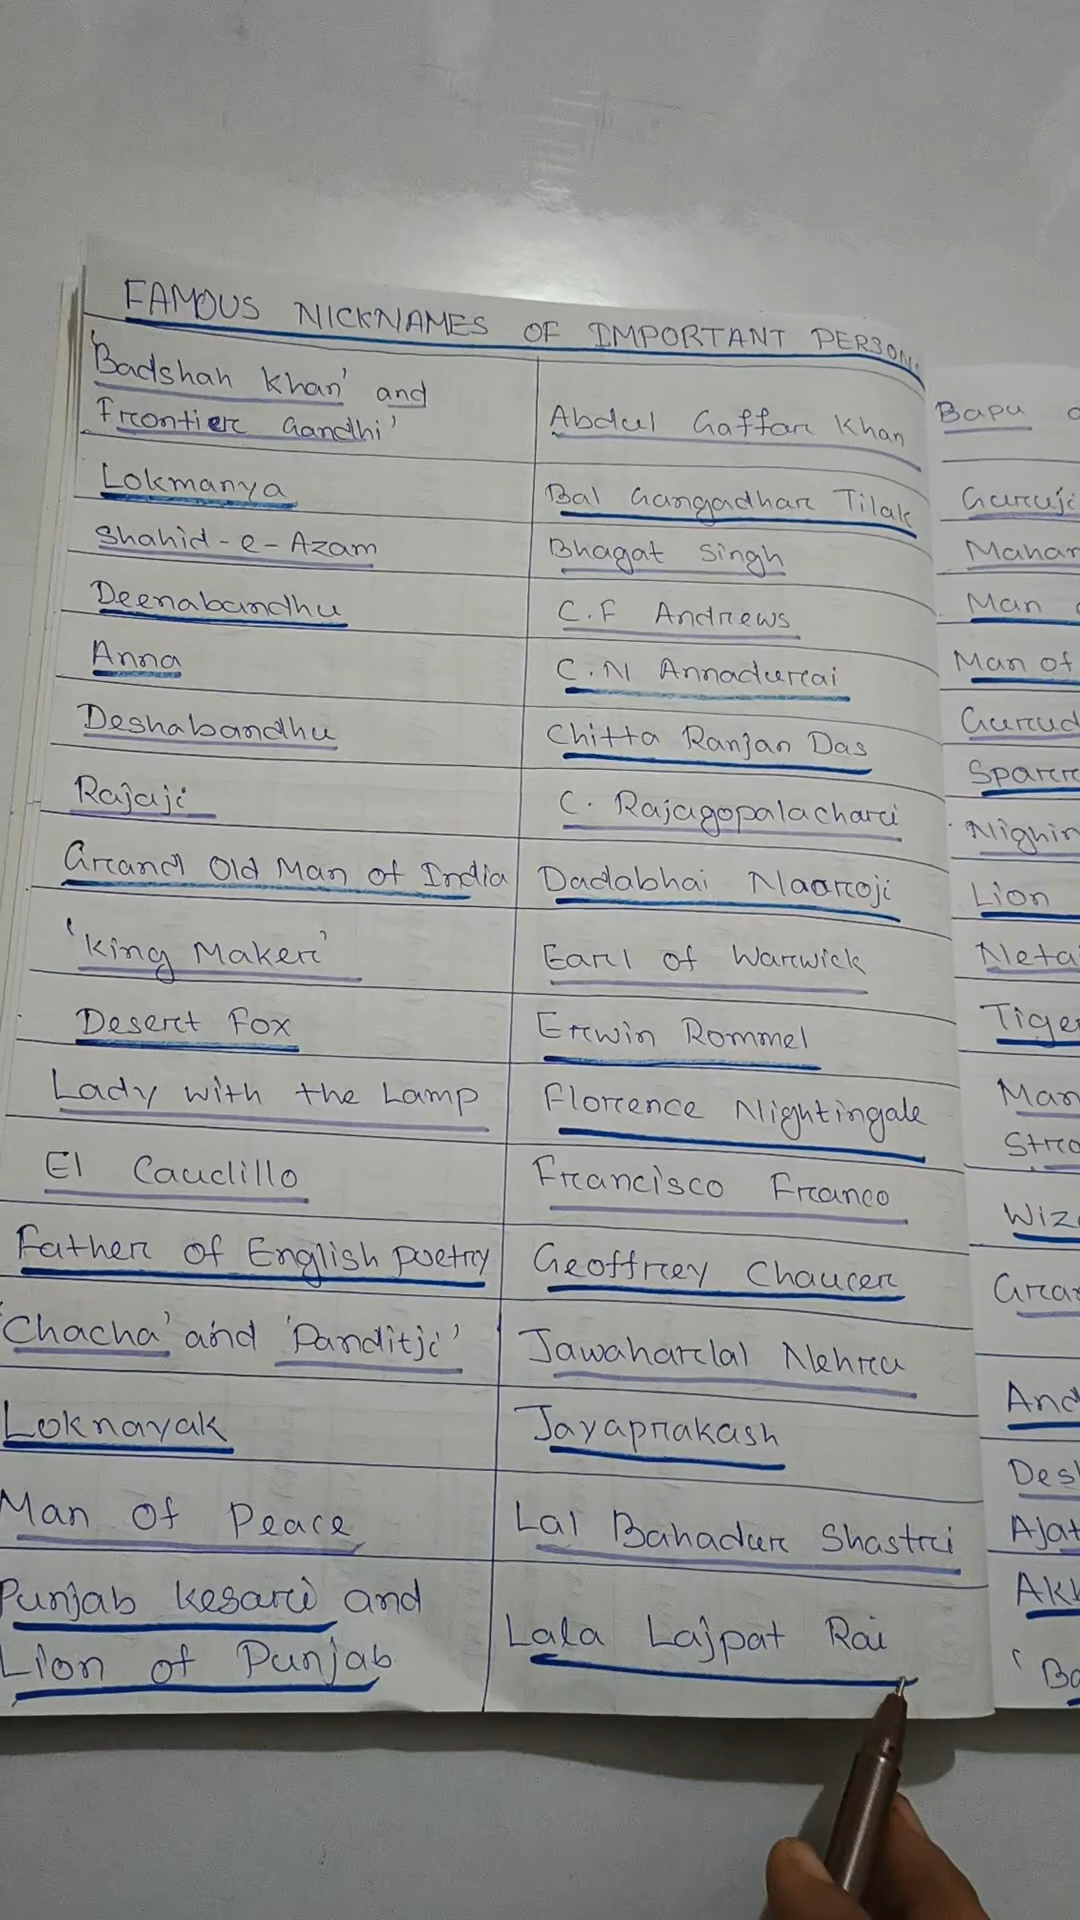 FAMOUS NICKNAMES OF IMPORTANT PERSON
'Badshah Khan' and
Frontier Gandhi'
Abdul Gaffar Khan
Lokmanya
Bal Gangadhar Tilak
Shahid-e-Azam
Bhagat Singh
Deenabandhu
C.F Andrews
Anna
C.N Annadurai
Deshabandhu
Chitta Ranjan Das
Rajaji
C. Rajagopalachari
Grand Old Man of India
Dadabhai Naaroji
'King Maker'
Earl of Warwick
Desert Fox
Erwin Rommel
Lady with the Lamp
Florence Nightingale
El Caudillo
Francisco Franco
Father of English poetry
Geoffrey Chaucer
'Chacha' and 'Panditji'
Jawaharlal Nehru
Loknayak
Jayaprakash
Man of Peace
Lal Bahadur Shastri
Punjab Kesari and
Lion of Punjab
Lala Lajpat Rai
Bapu
Guruji
Man
Man of
Lion